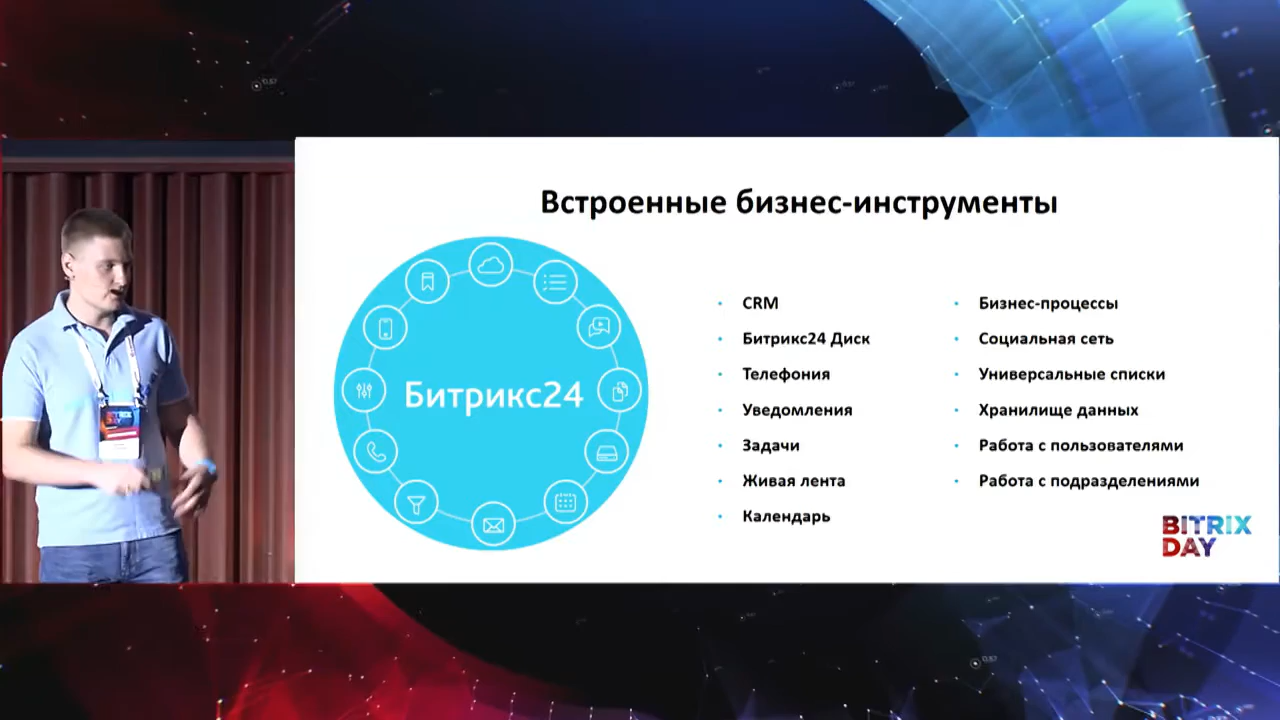 Встроенные бизнес-инструменты
Битрикс24
CRM
Битрикс24 Диск
Телефония
Уведомления
Задачи
Живая лента
Календарь
Бизнес-процессы
Социальная сеть
Универсальные списки
Хранилище данных
Работа с пользователями
Работа с подразделениями
BITRIX
DAY